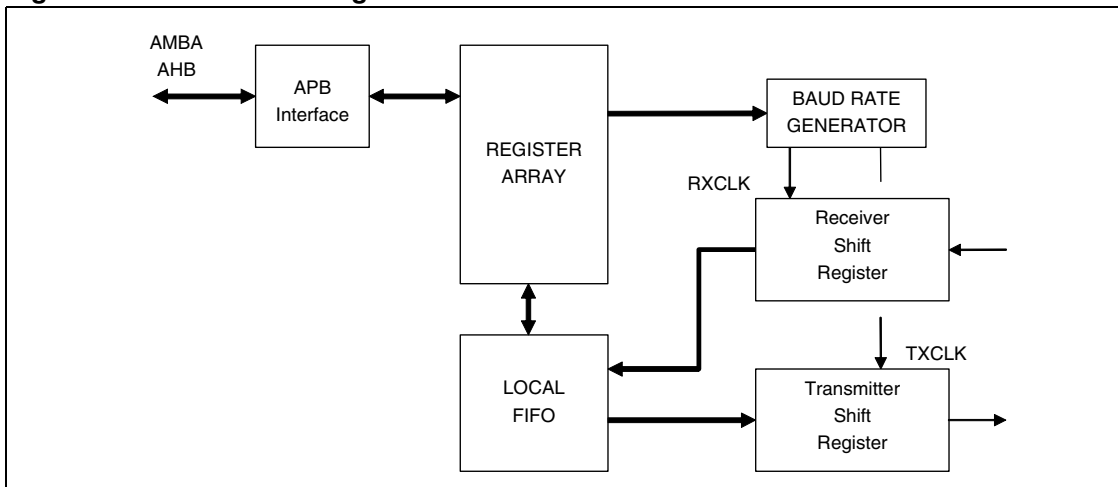 AMBA
AHB
APB
Interface
REGISTER
ARRAY
BAUD RATE
GENERATOR
RXCLK
Receiver
Shift
Register
LOCAL
FIFO
TXCLK
Transmitter
Shift
Register